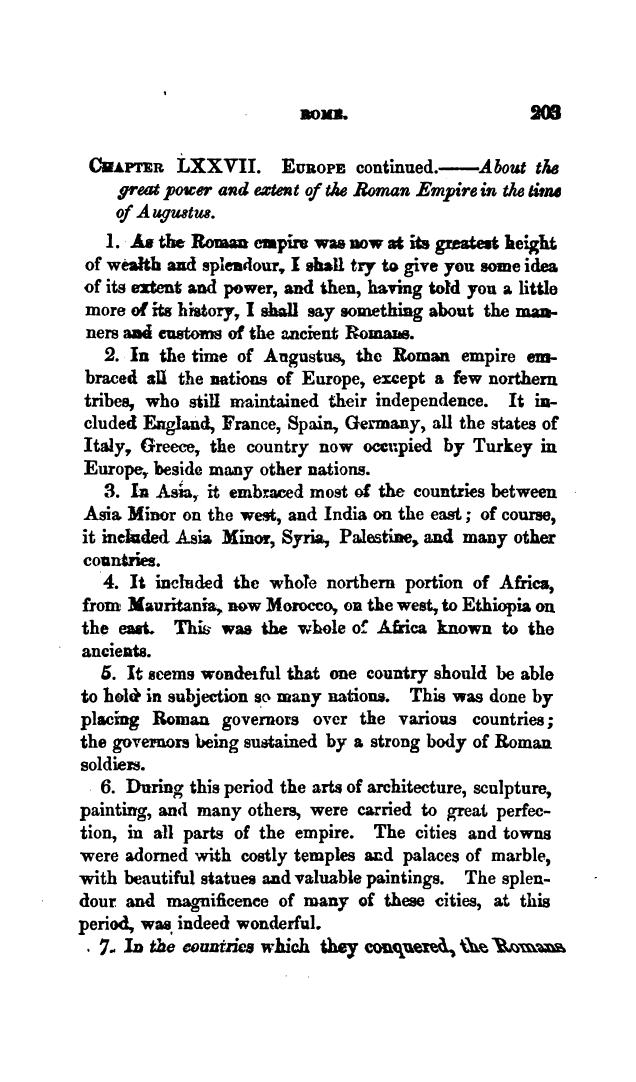 ROME. 203
CHAPTER LXXVII. EUROPE continued.——About the
great power and extent of the Roman Empire in the time
of Augustus.
1. As the Roman empire was now at its greatest height
of wealth and splendour, I shall try to give you some idea
of its extent and power, and then, having told you a little
more of its history, I shall say something about the man-
ners and customs of the ancient Romans.
2. In the time of Augustus, the Roman empire em-
braced all the nations of Europe, except a few northern
tribes, who still maintained their independence. It in-
cluded England, France, Spain, Germany, all the states of
Italy, Greece, the country now occupied by Turkey in
Europe, beside many other nations.
3. In Asia, it embraced most of the countries between
Asia Minor on the west, and India on the east; of course,
it included Asia Minor, Syria, Palestine, and many other
countries.
4. It included the whole northern portion of Africa,
from Mauritania, now Morocco, on the west, to Ethiopia on
the east. This was the whole of Africa known to the
ancients.
5. It seems wonderful that one country should be able
to hold in subjection so many nations. This was done by
placing Roman governors over the various countries;
the governors being sustained by a strong body of Roman
soldiers.
6. During this period the arts of architecture, sculpture,
painting, and many others, were carried to great perfec-
tion, in all parts of the empire. The cities and towns
were adorned with costly temples and palaces of marble,
with beautiful statues and valuable paintings. The splen-
dour and magnificence of many of these cities, at this
period, was indeed wonderful.
7. In the countries which they conquered, the Romans